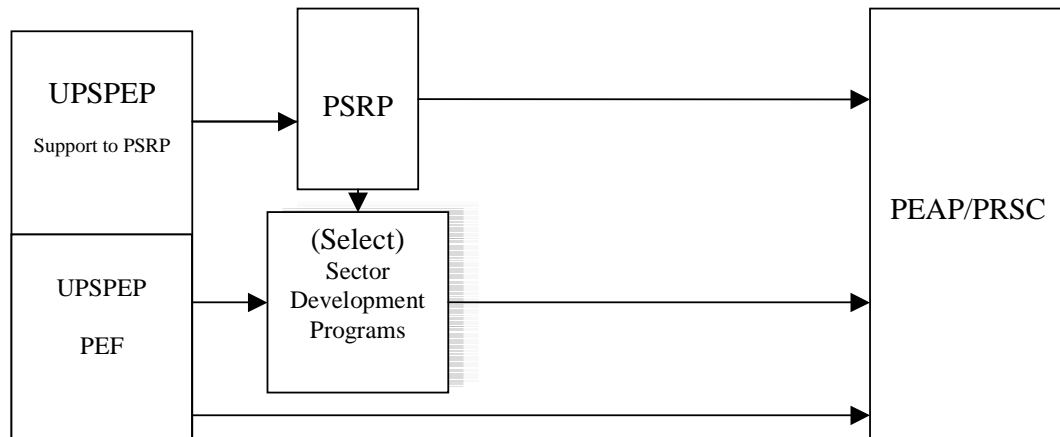 UPSPEP
Support to PSRP
PSRP
PEAP/PRSC
(Select)
Sector
Development
Programs
UPSPEP
PEF